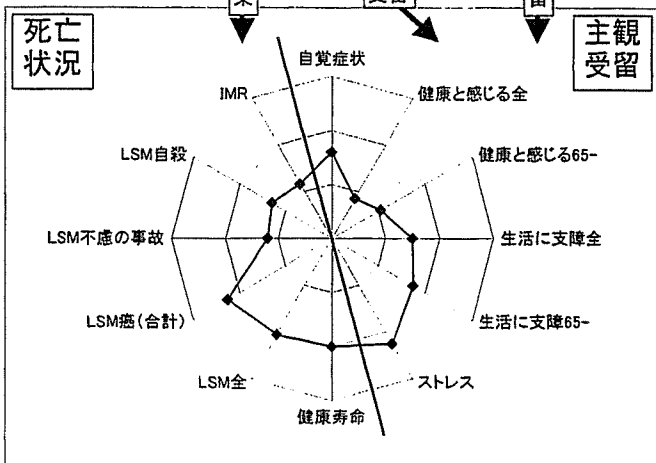 死亡
状況
主観
受留
自覚症状
IMR
健康と感じる全
LSM自殺
健康と感じる65-
LSM不慮の事故
生活に支障全
LSM癌(合計)
生活に支障65-
LSM全
ストレス
健康寿命